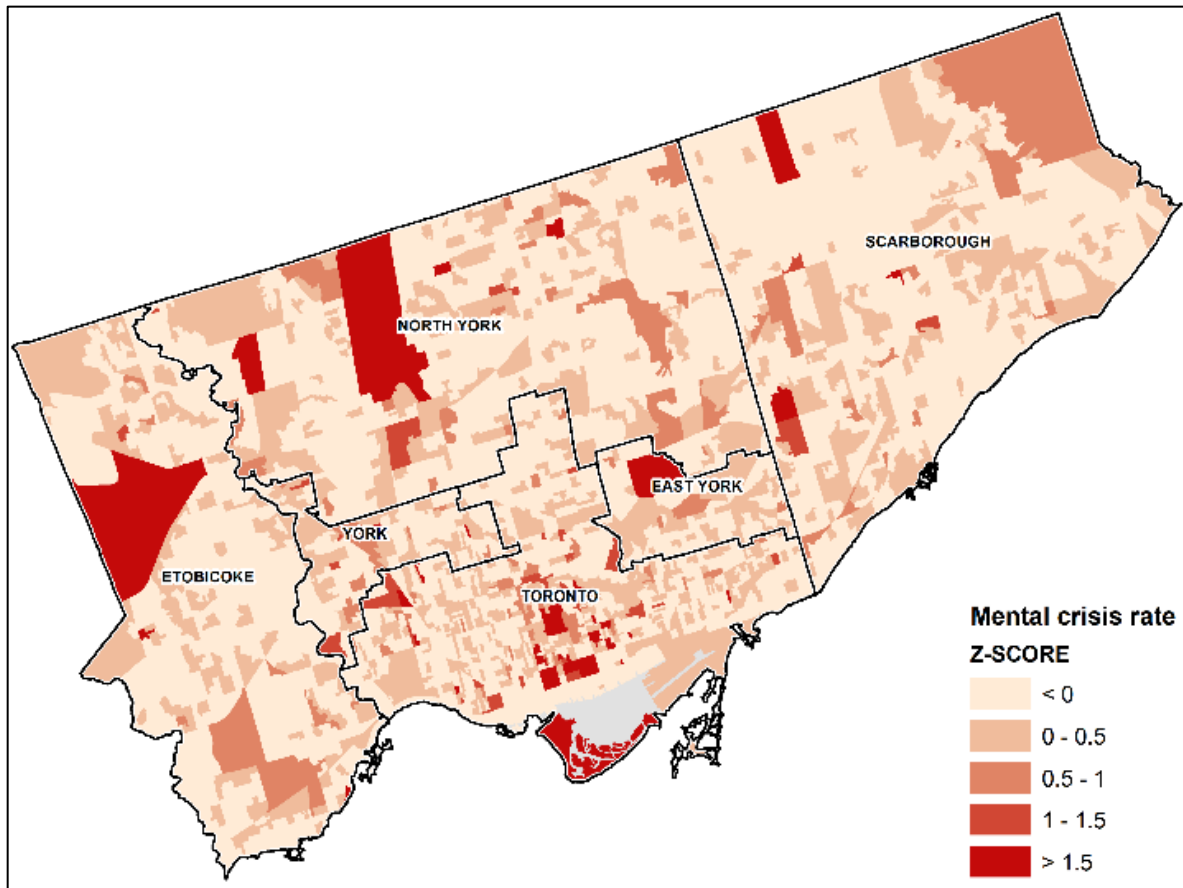 SCARBOROUGH
NORTH YORK
EAST YORK
YORK
ETOBICOKE
TORONTO
Mental crisis rate
Z-SCORE
< 0
0 - 0.5
0.5 - 1
1 - 1.5
> 1.5